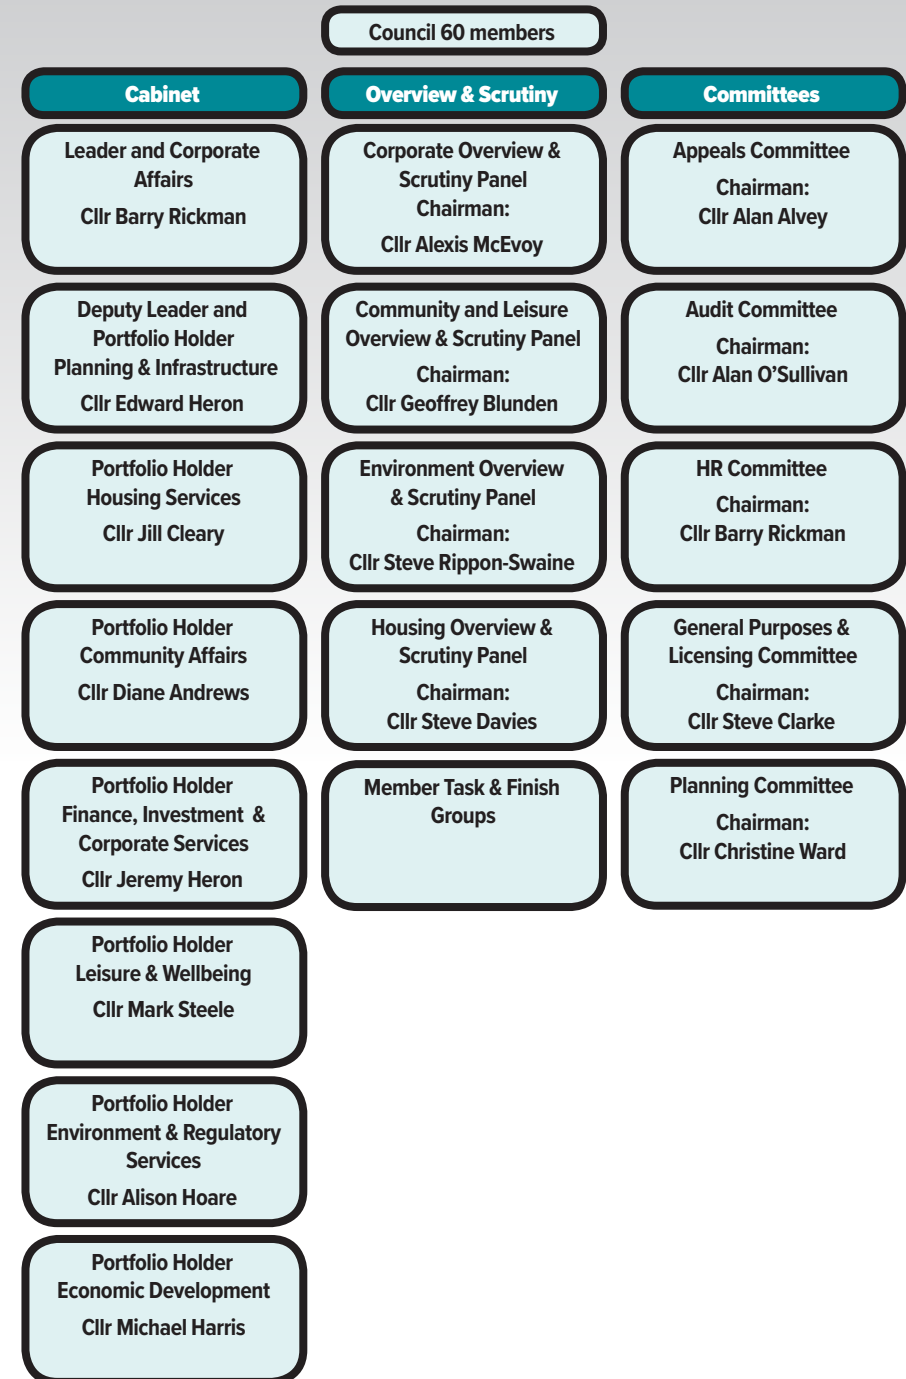 Council 60 members
Cabinet
Leader and Corporate
Affairs
Cllr Barry Rickman
Deputy Leader and
Portfolio Holder
Planning & Infrastructure
Cllr Edward Heron
Portfolio Holder
Housing Services
Cllr Jill Cleary
Portfolio Holder
Community Affairs
Cllr Diane Andrews
Portfolio Holder
Finance, Investment &
Corporate Services
Cllr Jeremy Heron
Portfolio Holder
Leisure & Wellbeing
Cllr Mark Steele
Portfolio Holder
Environment & Regulatory
Services
Cllr Alison Hoare
Portfolio Holder
Economic Development
Cllr Michael Harris
Overview & Scrutiny
Corporate Overview &
Scrutiny Panel
Chairman:
Cllr Alexis McEvoy
Community and Leisure
Overview & Scrutiny Panel
Chairman:
Cllr Geoffrey Blunden
Environment Overview
& Scrutiny Panel
Chairman:
Cllr Steve Rippon-Swaine
Housing Overview &
Scrutiny Panel
Chairman:
Cllr Steve Davies
Member Task & Finish
Groups
Committees
Appeals Committee
Chairman:
Cllr Alan Alvey
Audit Committee
Chairman:
Cllr Alan O’Sullivan
HR Committee
Chairman:
Cllr Barry Rickman
General Purposes &
Licensing Committee
Chairman:
Cllr Steve Clarke
Planning Committee
Chairman:
Cllr Christine Ward